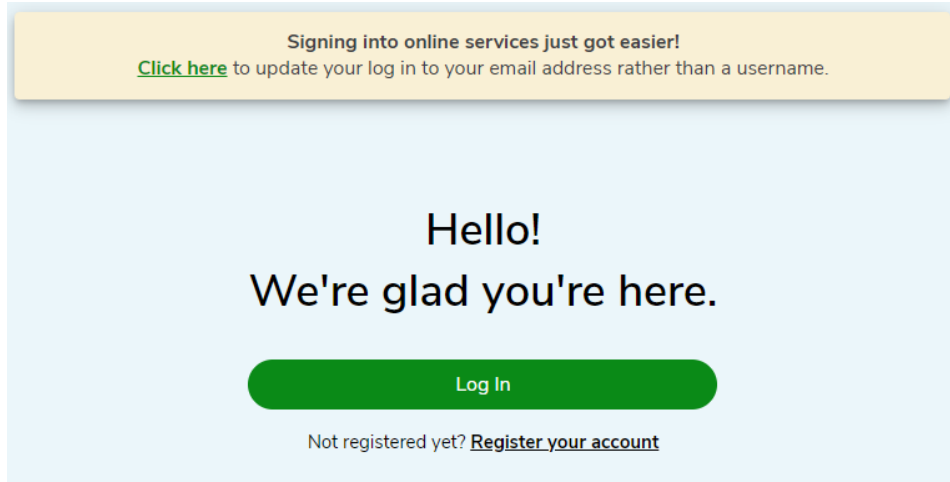 Signing into online services just got easier!
Click here to update your log in to your email address rather than a username.
Hello!
We're glad you're here.
Log In
Not registered yet? Register your account